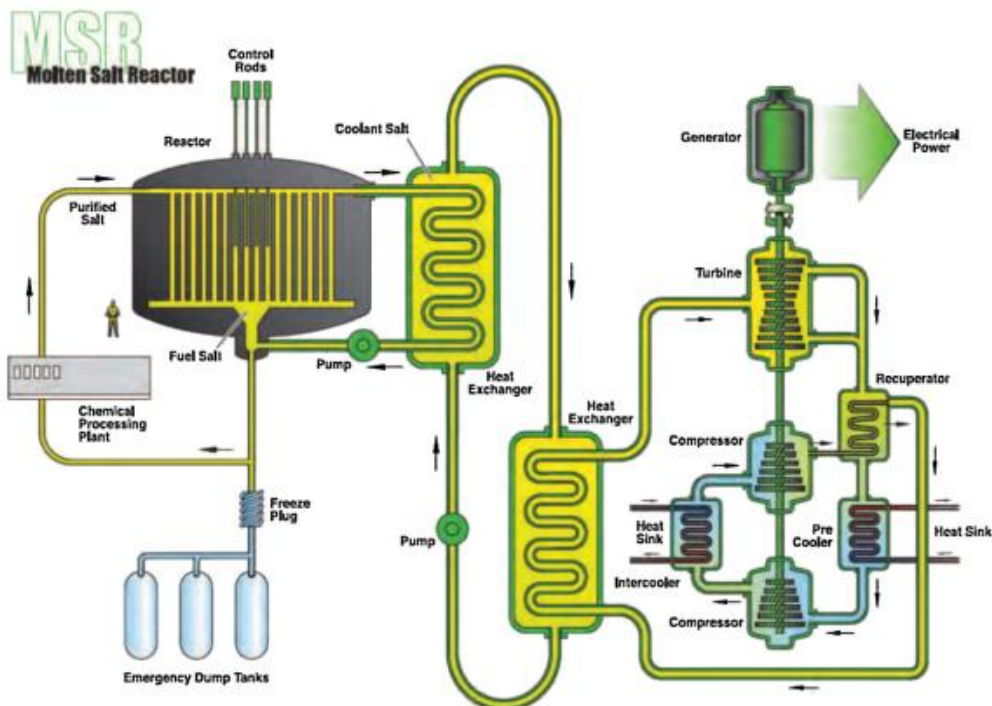 MSR
Molten Salt Reactor
Control
Rods
Reactor
Coolant Salt
Generator
Electrical
Power
Purified
Salt
Turbine
Fuel Salt
Pump
Heat
Exchanger
Recuperator
Chemical
Processing
Plant
Heat
Exchanger
Compressor
Freeze
Plug
Pump
Heat
Sink
Pre
Cooler
Heat Sink
Intercooler
Compressor
Emergency Dump Tanks